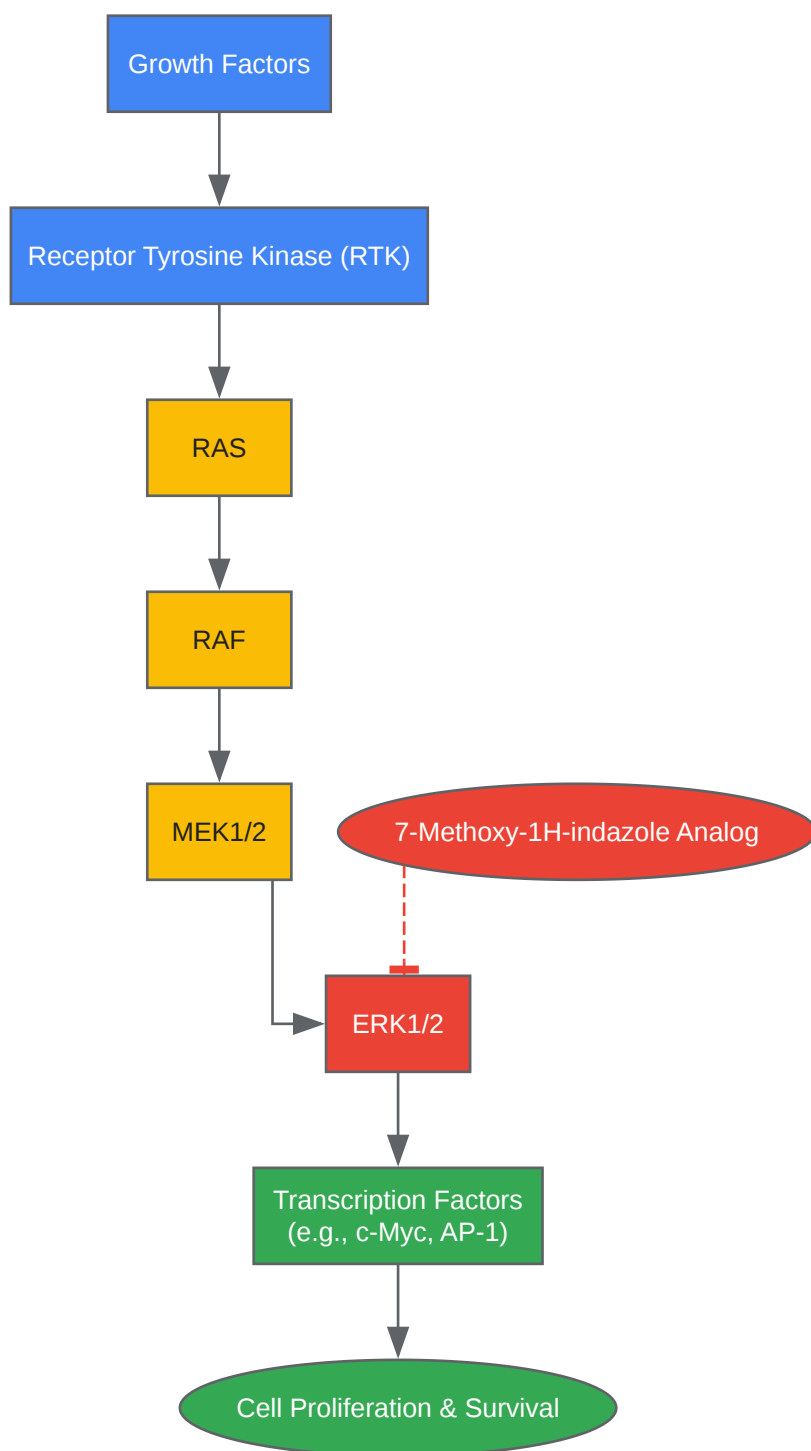 Growth Factors
Receptor Tyrosine Kinase (RTK)
RAS
RAF
MEK1/2
7-Methoxy-1H-indazole Analog
ERK1/2
Transcription Factors
(e.g., c-Myc, AP-1)
Cell Proliferation & Survival